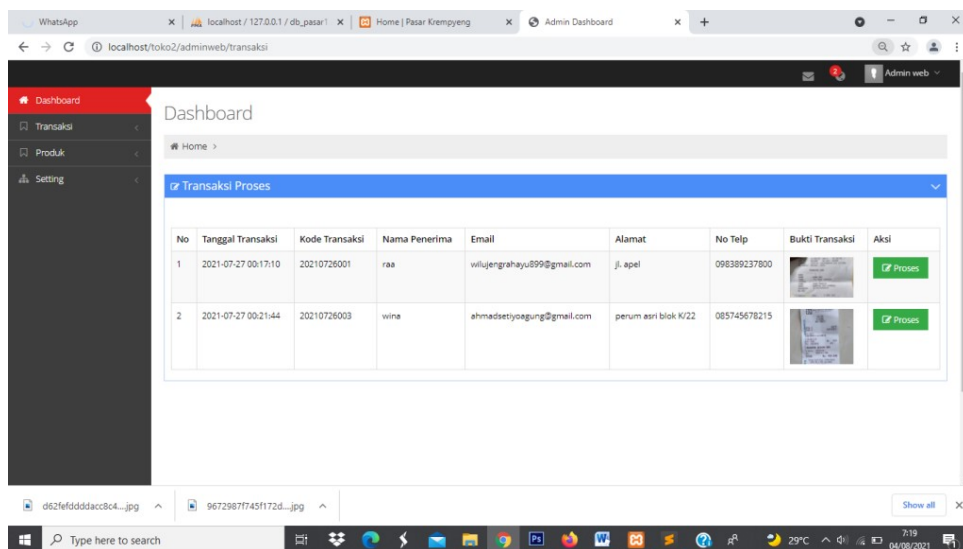 WhatsApp
localhost / 127.0.0.1 / db_pasar1
Home | Pasar Krempyeng
Admin Dashboard
localhost/toko2/adminweb/transaksi
2
Admin web
Dashboard
Transaksi
Produk
Setting
Dashboard
Home >
Transaksi Proses
No Tanggal Transaksi Kode Transaksi Nama Penerima Email Alamat No Telp Bukti Transaksi Aksi
1 2021-07-27 00:17:10 20210726001 raa wilujengrahayu899@gmail.com jl. apel 098389237800 Proses
2 2021-07-27 00:21:44 20210726003 wina ahmadsetiyoagung@gmail.com perum asri blok K/22 085745678215 Proses
d62fefddddacc8c4....jpg
9672987f745f172d....jpg
Show all
Type here to search
Ps
W
29°C
7:19
04/08/2021